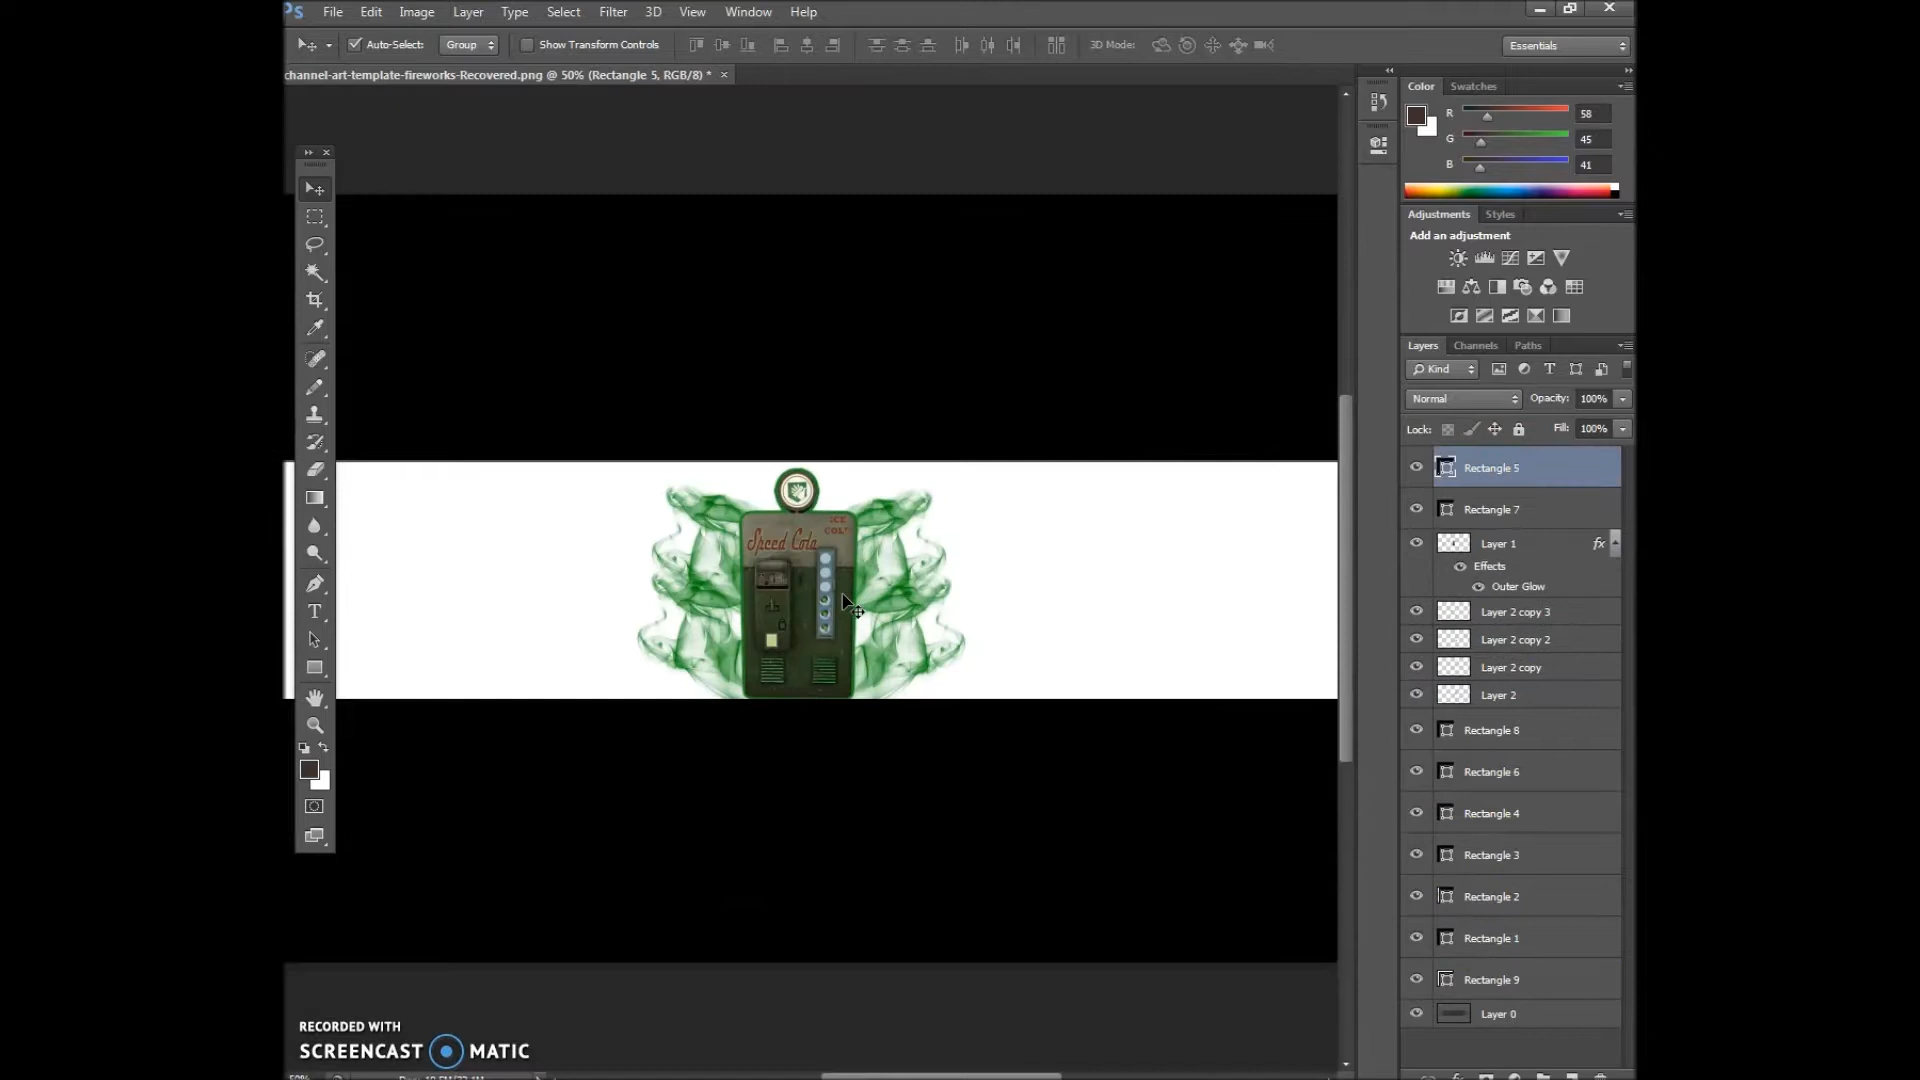 Ps File Edit Image Layer Type Select Filter 3D View Window Help
Auto-Select: Group Show Transform Controls 3D Mode: Essentials
channel-art-template-fireworks-Recovered.png @ 50% (Rectangle 5, RGB/8) *
Color Swatches
R 58
G 45
B 41
Adjustments Styles
Add an adjustment
Layers Channels Paths
Kind
Normal Opacity: 100%
Lock: Fill: 100%
Rectangle 5
Rectangle 7
Layer 1 fx
Effects
Outer Glow
Layer 2 copy 3
Layer 2 copy 2
Layer 2 copy
Layer 2
Rectangle 8
Rectangle 6
Rectangle 4
Rectangle 3
Rectangle 2
Rectangle 1
Rectangle 9
Layer 0
ICE
COLD
Speed Cola
RECORDED WITH
SCREENCAST MATIC